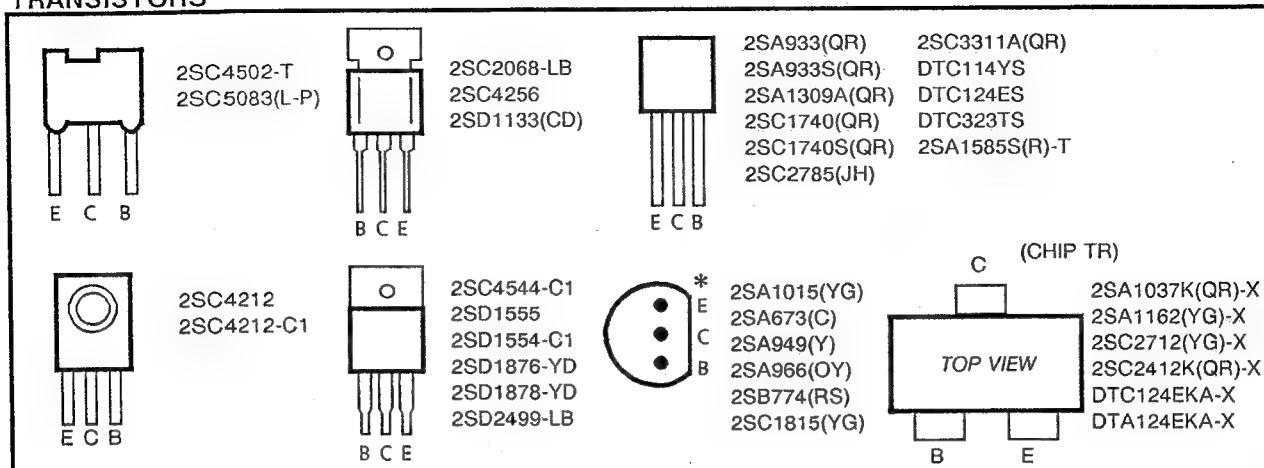 TRANSISTORS
2SC4502-T
2SC5083(L-P)
E C B
2SC2068-LB
2SC4256
2SD1133(CD)
B C E
2SA933(QR) 2SC3311A(QR)
2SA933S(QR) DTC114YS
2SA1309A(QR) DTC124ES
2SC1740(QR) DTC323TS
2SC1740S(QR) 2SA1585S(R)-T
2SC2785(JH)
E C B
2SC4212
2SC4212-C1
E C B
2SC4544-C1
2SD1555
2SD1554-C1
2SD1876-YD
2SD1878-YD
2SD2499-LB
B C E
*
E
C
B
2SA1015(YG)
2SA673(C)
2SA949(Y)
2SA966(OY)
2SB774(RS)
2SC1815(YG)
(CHIP TR)
C
TOP VIEW
B E
2SA1037K(QR)-X
2SA1162(YG)-X
2SC2712(YG)-X
2SC2412K(QR)-X
DTC124EKA-X
DTA124EKA-X